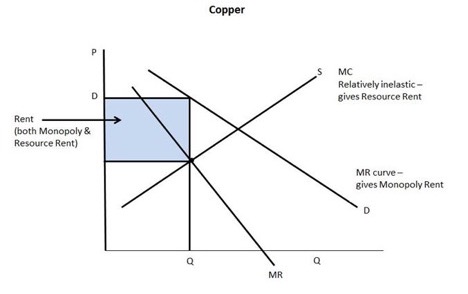 Copper
P
S
MC
Relatively inelastic –
gives Resource Rent
D
Rent
(both Monopoly &
Resource Rent)
MR curve –
gives Monopoly Rent
D
Q
Q
MR